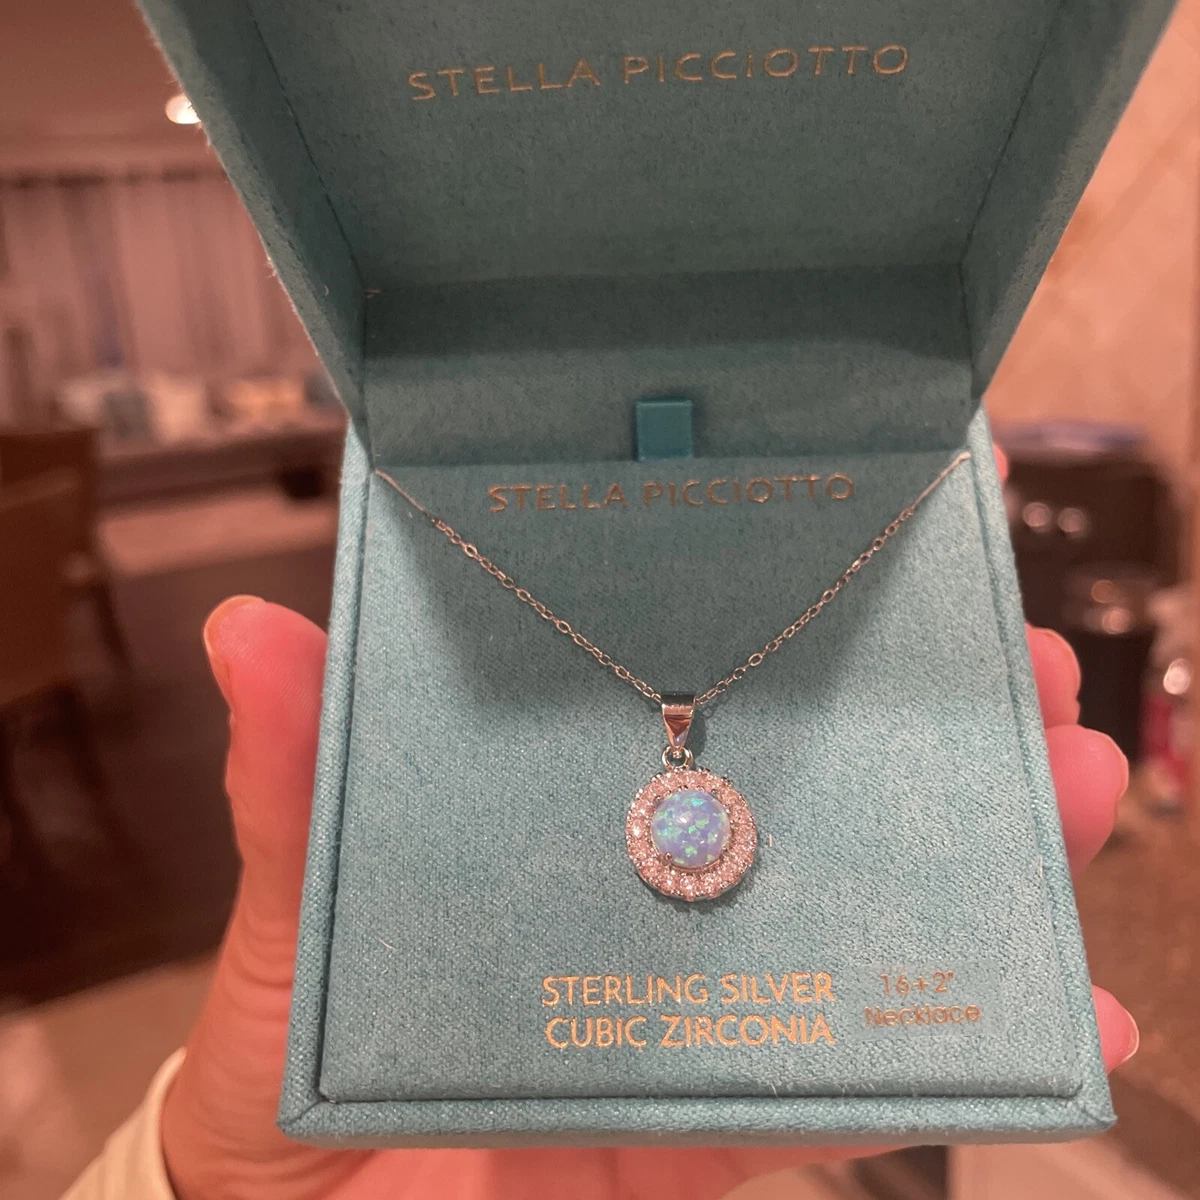 STELLA PICCIOTTO
STELLA PICCIOTTO
STERLING SILVER
CUBIC ZIRCONIA
16+2"
Necklace